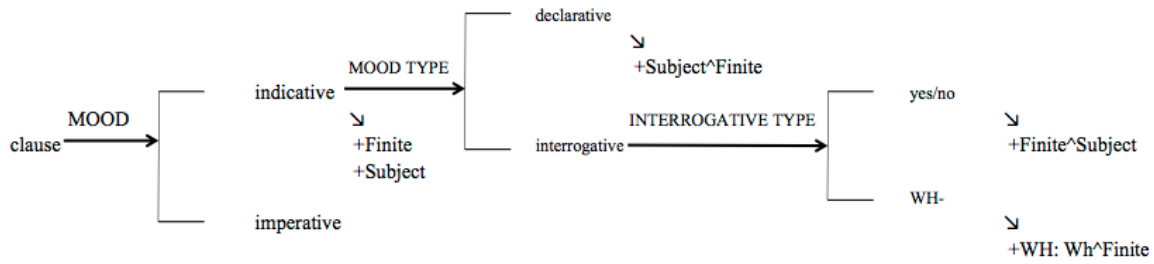 clause
MOOD
indicative
↘
+Finite
+Subject
imperative
MOOD TYPE
declarative
↘
+Subject^Finite
interrogative
INTERROGATIVE TYPE
yes/no
↘
+Finite^Subject
WH-
↘
+WH: Wh^Finite